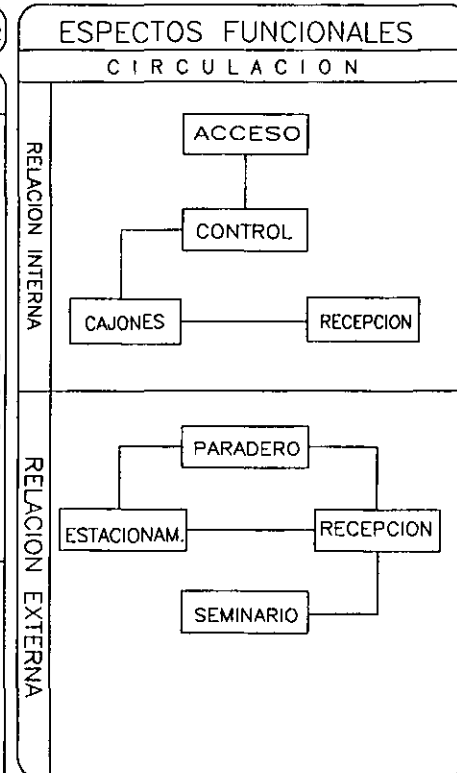 ESPECTOS FUNCIONALES
CIRCULACION
RELACION INTERNA
ACCESO
CONTROL
CAJONES
RECEPCION
RELACION EXTERNA
PARADERO
ESTACIONAM.
RECEPCION
SEMINARIO